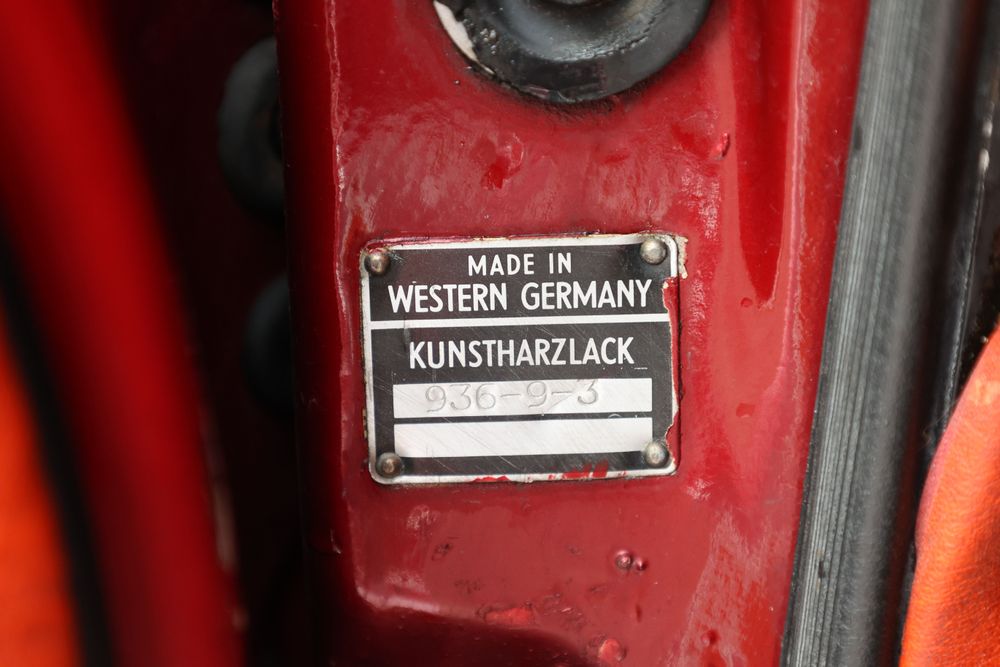 MADE IN
WESTERN GERMANY
KUNSTHARZLACK
936-9-3